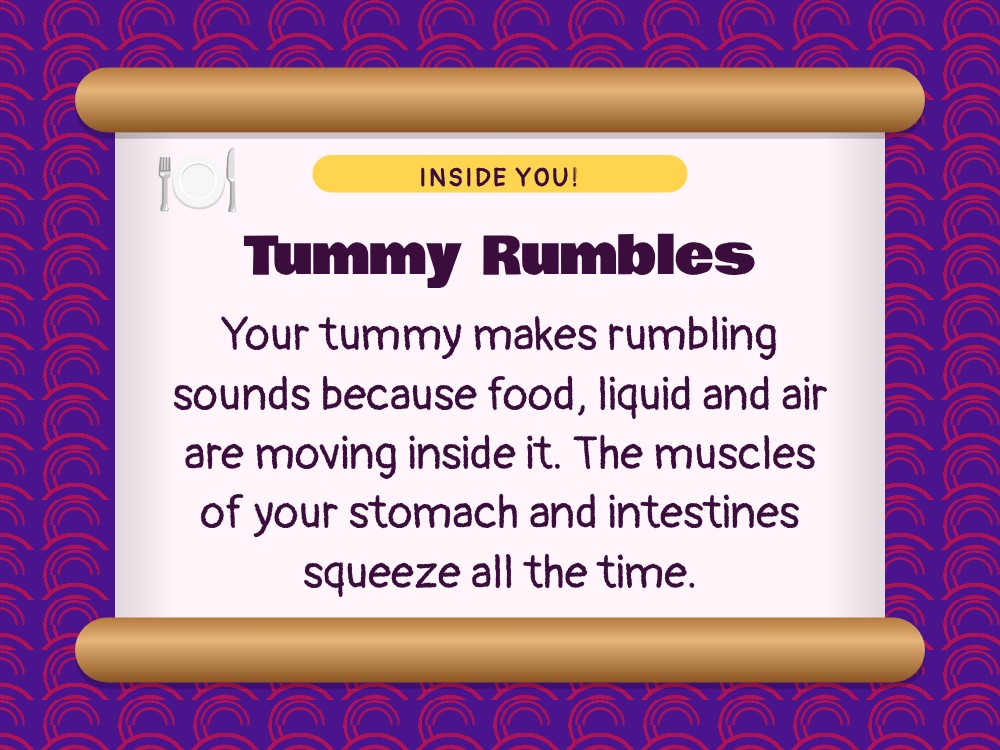 INSIDE YOU!
Tummy Rumbles
Your tummy makes rumbling
sounds because food, liquid and air
are moving inside it. The muscles
of your stomach and intestines
squeeze all the time.